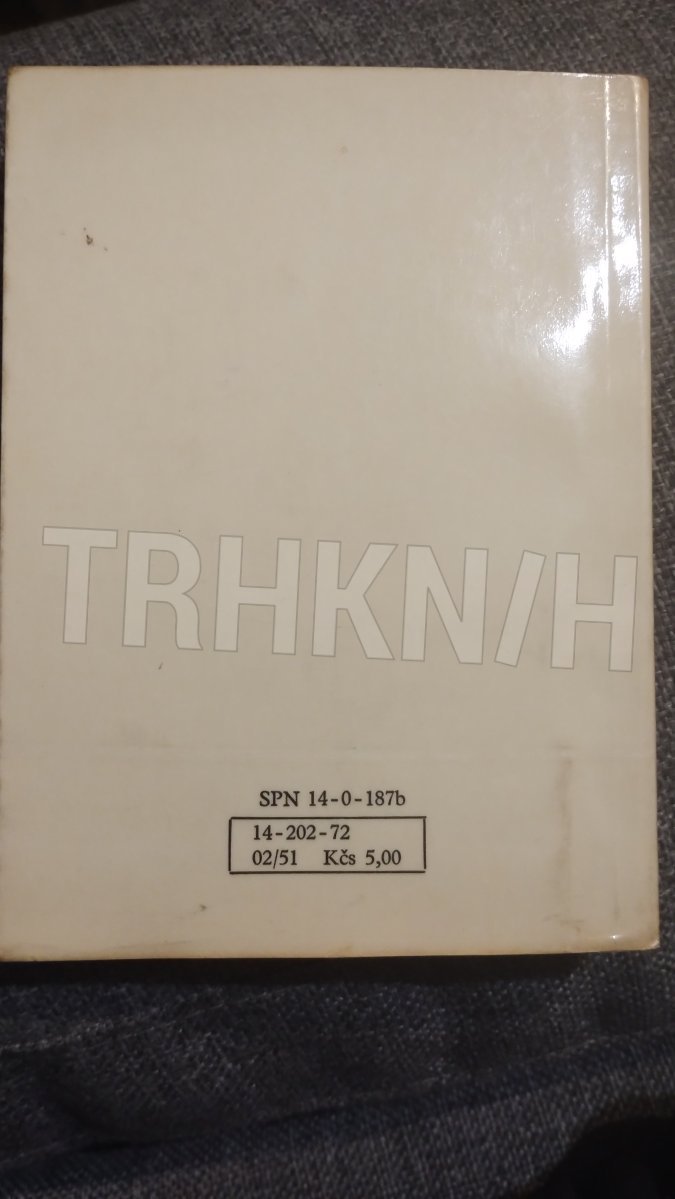 TRHKN/H
SPN 14-0-187b
14-202-72
02/51 Kčs 5,00